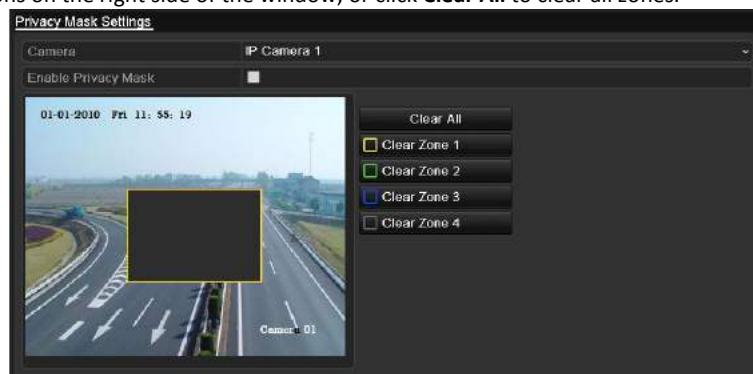 ons on the right side of the window, or click Clear All to clear all zones.
Privacy Mask Settings
Camera IP Camera 1
Enable Privacy Mask
01-01-2010 Fri 11:55:19
Clear All
Clear Zone 1
Clear Zone 2
Clear Zone 3
Clear Zone 4
Camera 01